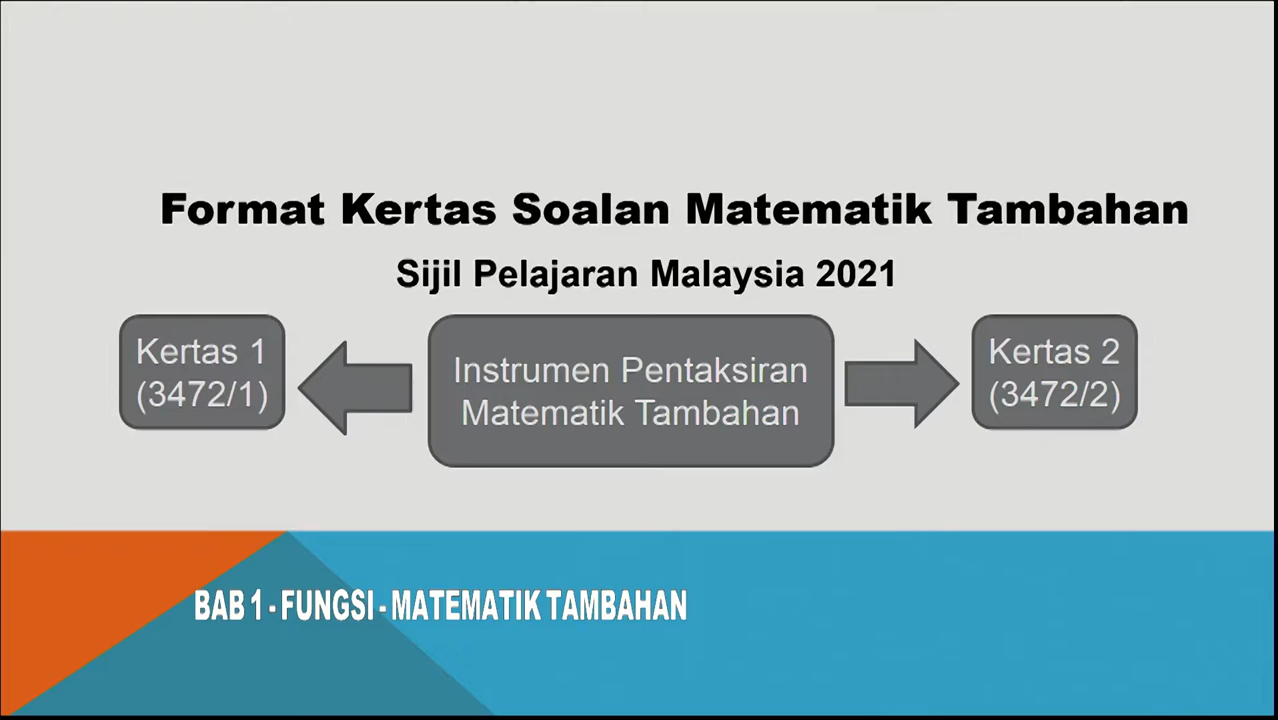 Format Kertas Soalan Matematik Tambahan
Sijil Pelajaran Malaysia 2021
Kertas 1
(3472/1)
Instrumen Pentaksiran
Matematik Tambahan
Kertas 2
(3472/2)
BAB 1 - FUNGSI - MATEMATIK TAMBAHAN